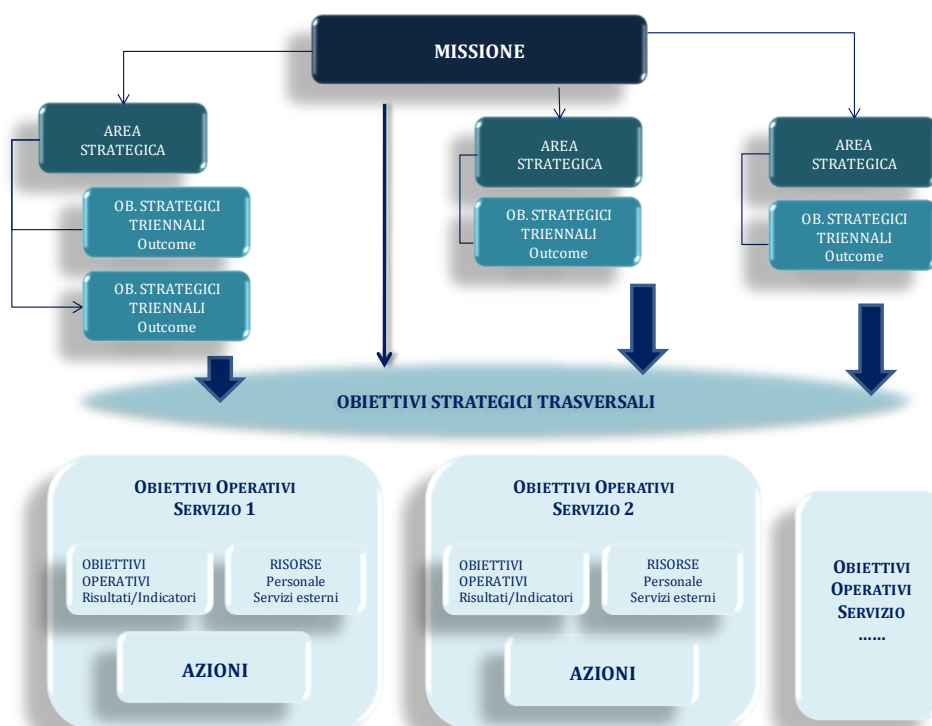 MISSIONE
AREA
STRATEGICA
OB. STRATEGICI
TRIENNALI
Outcome
OB. STRATEGICI
TRIENNALI
Outcome
AREA
STRATEGICA
OB. STRATEGICI
TRIENNALI
Outcome
AREA
STRATEGICA
OB. STRATEGICI
TRIENNALI
Outcome
OBIETTIVI STRATEGICI TRASVERSALI
OBIETTIVI OPERATIVI
SERVIZIO 1
OBIETTIVI
OPERATIVI
Risultati/Indicatori
RISORSE
Personale
Servizi esterni
AZIONI
OBIETTIVI OPERATIVI
SERVIZIO 2
OBIETTIVI
OPERATIVI
Risultati/Indicatori
RISORSE
Personale
Servizi esterni
AZIONI
OBIETTIVI
OPERATIVI
SERVIZIO
......